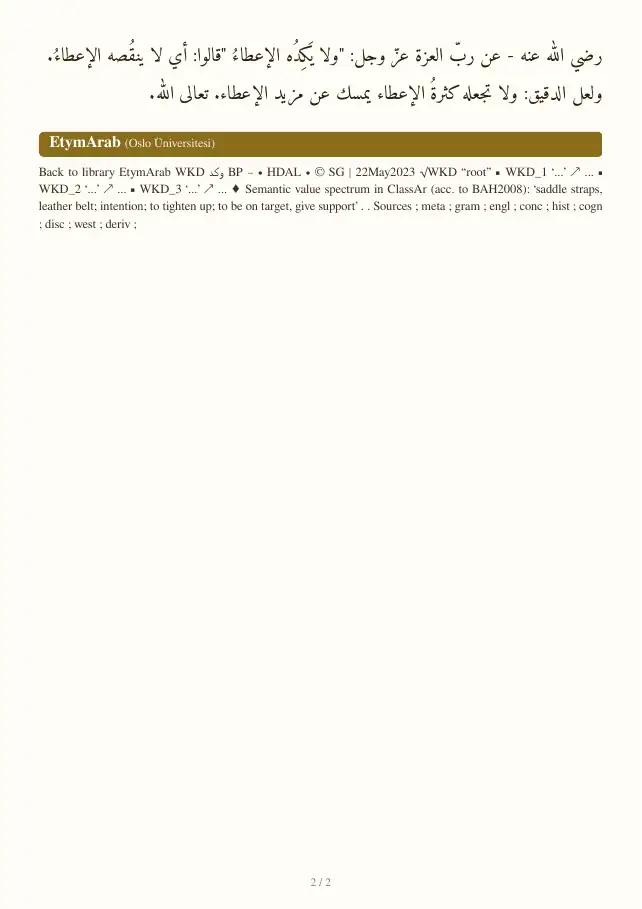 رضي الله عنه - عن ربّ العزة عزّ وجل: "ولا يَكِدُه الإعطاءُ "قالوا: أي لا ينقُصه الإعطاءُ.
ولعل الدقيق: ولا تجعله كثرةُ الإعطاء يمسك عن مزيد الإعطاء. تعالى الله.
EtymArab (Oslo Üniversitesi)
Back to library EtymArab WKD وكد BP – • HDAL • © SG | 22May2023 √WKD “root” ▪ WKD_1 ‘...’ ↗ ... ▪
WKD_2 ‘...’ ↗ ... ▪ WKD_3 ‘...’ ↗ ... ♦ Semantic value spectrum in ClassAr (acc. to BAH2008): ‘saddle straps,
leather belt; intention; to tighten up; to be on target, give support’ . . Sources ; meta ; gram ; engl ; conc ; hist ; cogn
; disc ; west ; deriv ;
2 / 2